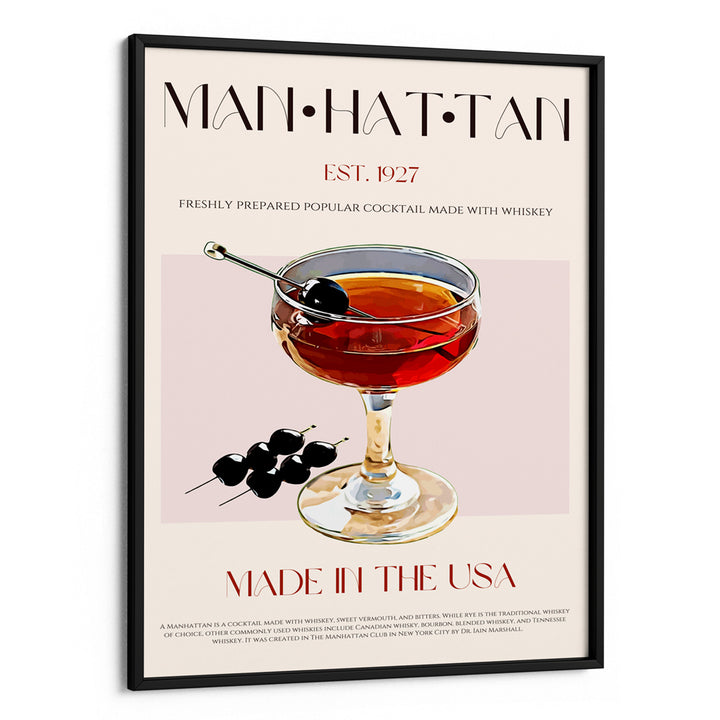 MAN•HAT•TAN
EST. 1927
FRESHLY PREPARED POPULAR COCKTAIL MADE WITH WHISKEY
MADE IN THE USA
A MANHATTAN IS A COCKTAIL MADE WITH WHISKEY, SWEET VERMOUTH, AND BITTERS. WHILE RYE IS THE TRADITIONAL WHISKEY
OF CHOICE, OTHER COMMONLY USED WHISKIES INCLUDE CANADIAN WHISKY, BOURBON, BLENDED WHISKEY, AND TENNESSEE
WHISKEY. IT WAS CREATED IN THE MANHATTAN CLUB IN NEW YORK CITY BY DR. IAIN MARSHALL.